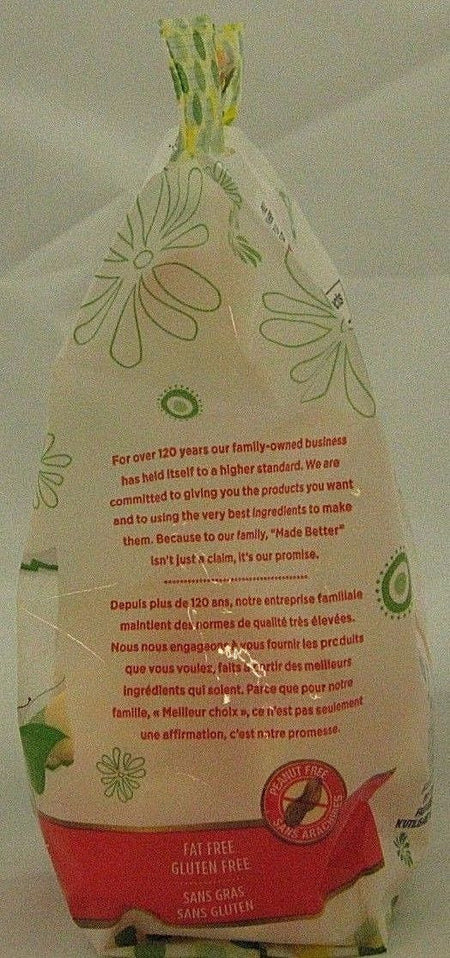 For over 120 years our family-owned business
has held itself to a higher standard. We are
committed to giving you the products you want
and to using the very best ingredients to make
them. Because to our family, "Made Better"
isn't just a claim, it's our promise.
Depuis plus de 120 ans, notre entreprise familiale
maintient des normes de qualité très élevées.
Nous nous engageons à vous fournir les produits
que vous voulez, faits à partir des meilleurs
ingrédients qui soient. Parce que pour notre
famille, « Meilleur choix », ce n'est pas seulement
une affirmation, c'est notre promesse.
PEANUT FREE
SANS ARACHIDES
FAT FREE
GLUTEN FREE
SANS GRAS
SANS GLUTEN